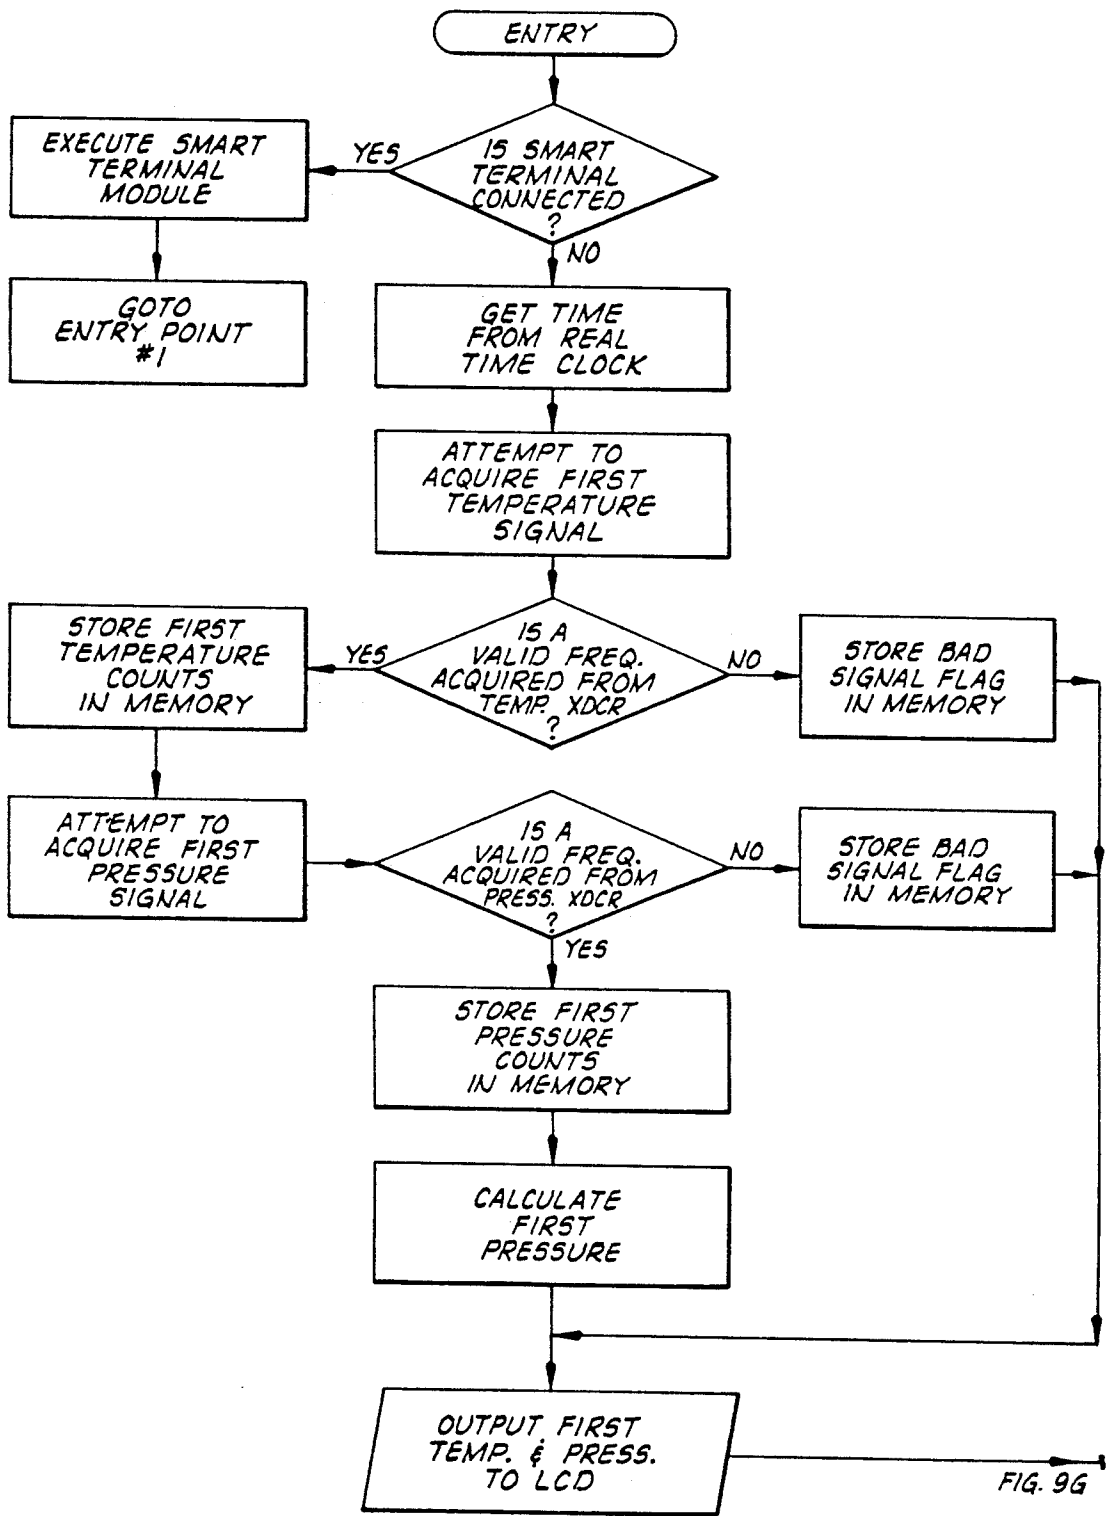 ENTRY
IS SMART
TERMINAL
CONNECTED
?
YES
NO
EXECUTE SMART
TERMINAL
MODULE
GOTO
ENTRY POINT
#1
GET TIME
FROM REAL
TIME CLOCK
ATTEMPT TO
ACQUIRE FIRST
TEMPERATURE
SIGNAL
IS A
VALID FREQ.
ACQUIRED FROM
TEMP. XDCR
?
YES
NO
STORE FIRST
TEMPERATURE
COUNTS
IN MEMORY
STORE BAD
SIGNAL FLAG
IN MEMORY
ATTEMPT TO
ACQUIRE FIRST
PRESSURE
SIGNAL
IS A
VALID FREQ.
ACQUIRED FROM
PRESS. XDCR
?
NO
YES
STORE BAD
SIGNAL FLAG
IN MEMORY
STORE FIRST
PRESSURE
COUNTS
IN MEMORY
CALCULATE
FIRST
PRESSURE
OUTPUT FIRST
TEMP. & PRESS.
TO LCD
FIG. 9G